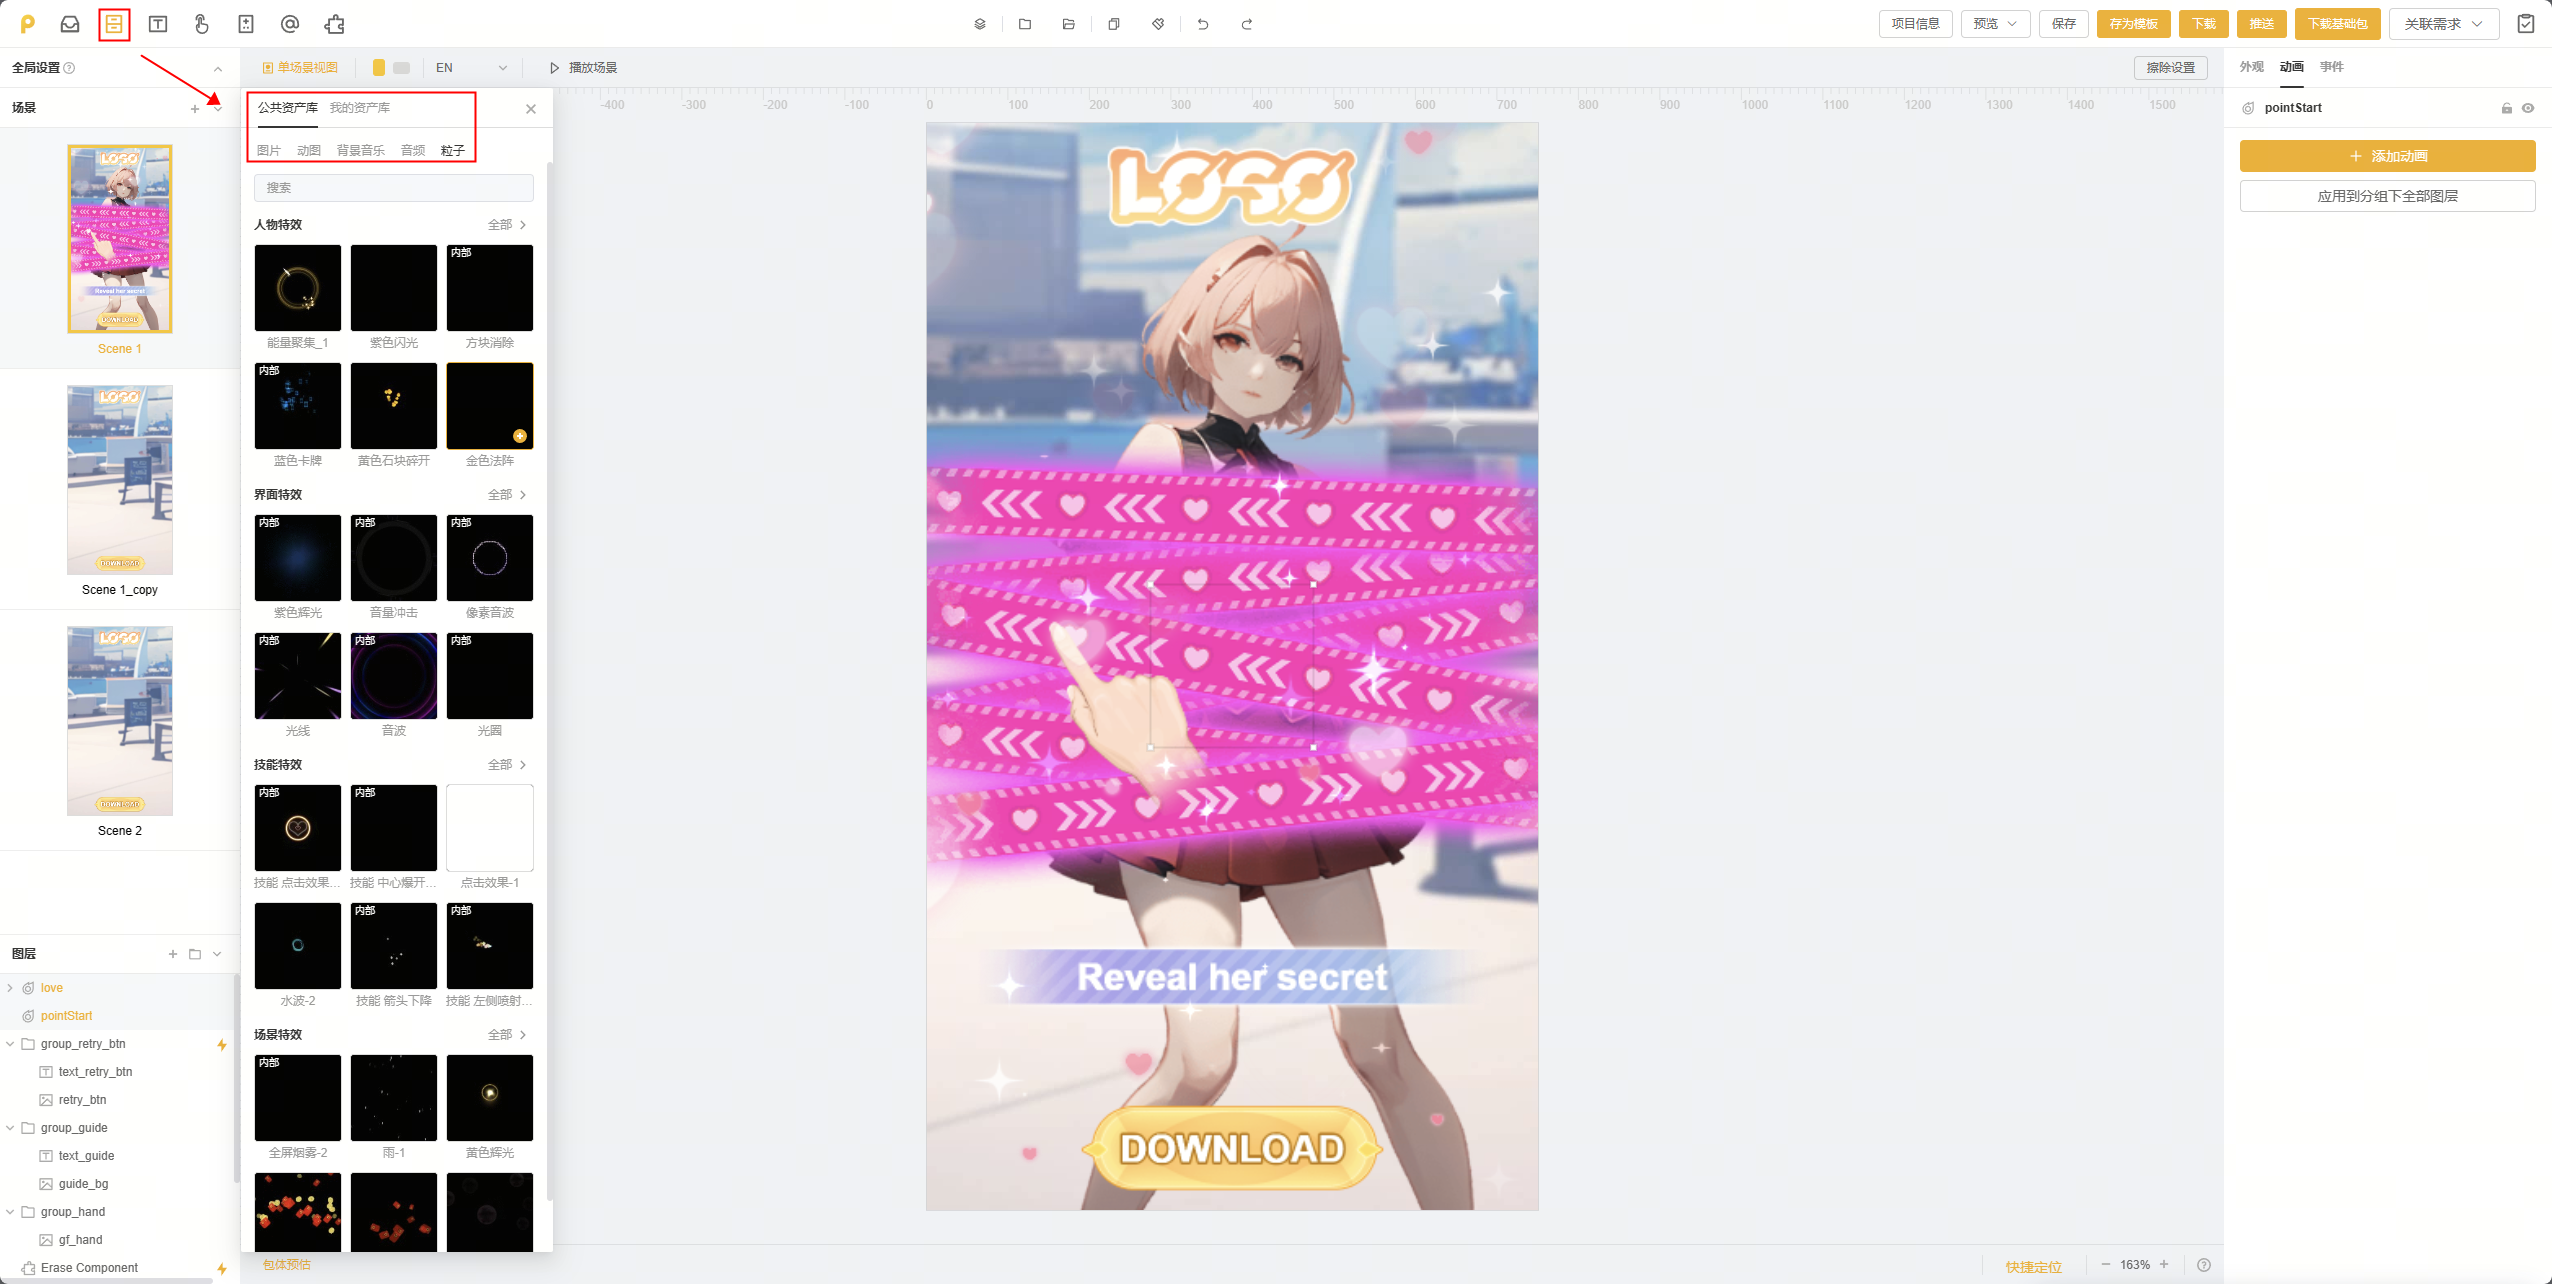 项目信息
预览
保存
存为模板
下载
推送
下载基础包
关联需求
全局设置
单场景视图
EN
播放场景
擦除设置
外观
动画
事件
场景
公共资产库
我的资产库
-400
-300
-200
-100
0
100
200
300
400
500
600
700
800
900
1000
1100
1200
1300
1400
1500
pointStart
图片
动图
背景音乐
音频
粒子
添加动画
应用到分组下全部图层
搜索
人物特效
全部
内部
能量聚集_1
紫色闪光
方块消除
内部
蓝色卡牌
黄色石块碎开
金色法阵
界面特效
全部
内部
内部
内部
紫色辉光
音量冲击
像素音波
内部
内部
内部
光线
音波
光圈
技能特效
全部
内部
内部
技能 点击效果...
技能 中心爆开...
点击效果-1
内部
内部
水波-2
技能 箭头下降
技能 左侧喷射...
场景特效
全部
内部
全屏烟雾-2
雨-1
黄色辉光
LOGO
Reveal her secret
DOWNLOAD
Scene 1
LOGO
DOWNLOAD
Scene 1_copy
LOGO
DOWNLOAD
Scene 2
图层
love
pointStart
group_retry_btn
text_retry_btn
retry_btn
group_guide
text_guide
guide_bg
group_hand
gf_hand
Erase Component
LOGO
Reveal her secret
DOWNLOAD
包体预估
快捷定位
163%